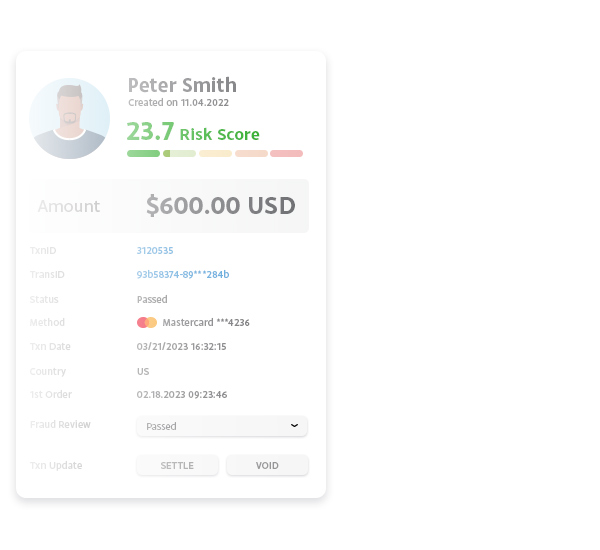 Peter Smith
Created on 11.04.2022
23.7 Risk Score
Amount $600.00 USD
TxnID 3120535
TransID 93b58374-89***284b
Status Passed
Method Mastercard ***4236
Txn Date 03/21/2023 16:32:15
Country US
1st Order 02.18.2023 09:23:46
Fraud Review Passed
Txn Update SETTLE VOID